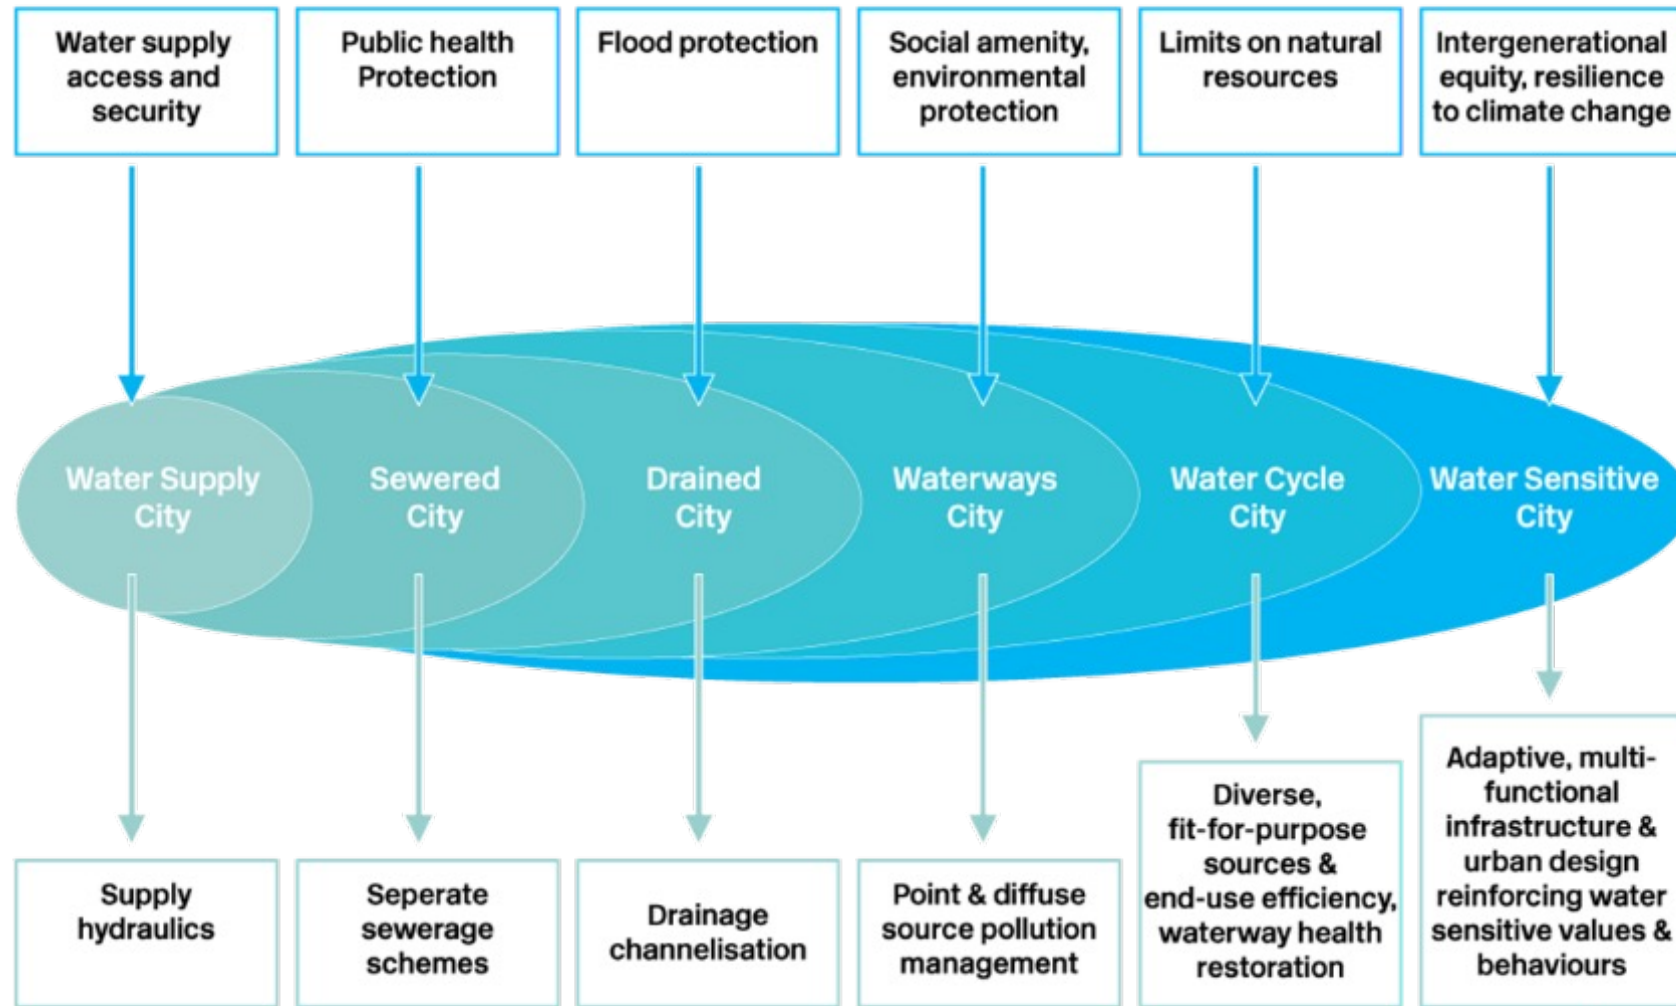 Water supply
access and
security
Public health
Protection
Flood protection
Social amenity,
environmental
protection
Limits on natural
resources
Intergenerational
equity, resilience
to climate change
Water Supply
City
Sewered
City
Drained
City
Waterways
City
Water Cycle
City
Water Sensitive
City
Supply
hydraulics
Seperate
sewerage
schemes
Drainage
channelisation
Point & diffuse
source pollution
management
Diverse,
fit-for-purpose
sources &
end-use efficiency,
waterway health
restoration
Adaptive, multi-
functional
infrastructure &
urban design
reinforcing water
sensitive values &
behaviours